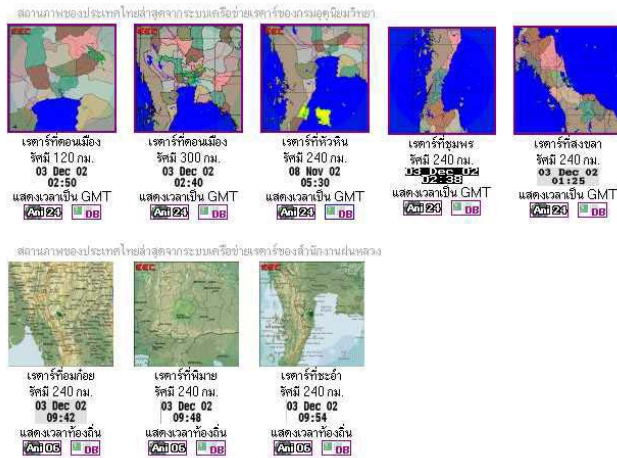 สถานภาพของประเทศไทยล่าสุดจากระบบเครือข่ายเรดาร์ของกรมอุตุนิยมวิทยา
เรดาร์ที่ดอนเมือง
รัศมี 120 กม.
03 Dec 02
02:50
แสดงเวลาเป็น GMT
Ani 24 DB
เรดาร์ที่ดอนเมือง
รัศมี 300 กม.
03 Dec 02
02:40
แสดงเวลาเป็น GMT
Ani 24 DB
เรดาร์ที่หัวหิน
รัศมี 240 กม.
08 Nov 02
05:30
แสดงเวลาเป็น GMT
Ani 24 DB
เรดาร์ที่ชุมพร
รัศมี 240 กม.
03 Dec 02
02:38
แสดงเวลาเป็น GMT
Ani 24 DB
เรดาร์ที่สงขลา
รัศมี 240 กม.
03 Dec 02
01:25
แสดงเวลาเป็น GMT
Ani 24 DB
สถานภาพของประเทศไทยล่าสุดจากระบบเครือข่ายเรดาร์ของสำนักงานฝนหลวง
เรดาร์ที่อมก๋อย
รัศมี 240 กม.
03 Dec 02
09:42
แสดงเวลาท้องถิ่น
Ani 06 DB
เรดาร์ที่พิมาย
รัศมี 240 กม.
03 Dec 02
09:48
แสดงเวลาท้องถิ่น
Ani 06 DB
เรดาร์ที่ชะอำ
รัศมี 240 กม.
03 Dec 02
09:54
แสดงเวลาท้องถิ่น
Ani 06 DB